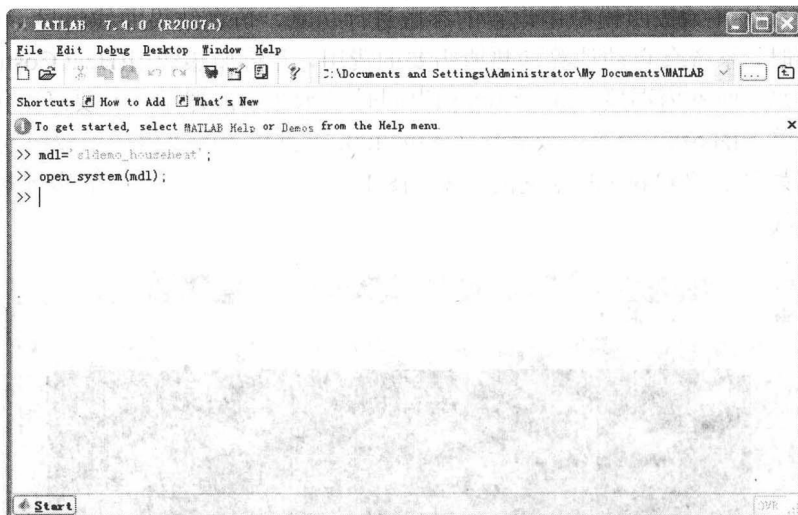 MATLAB 7.4.0 (R2007a)
File Edit Debug Desktop Window Help
:\Documents and Settings\Administrator\My Documents\MATLAB ...
Shortcuts How to Add What's New
To get started, select MATLAB Help or Demos from the Help menu.
>> mdl='sldemo_househeat';
>> open_system(mdl);
>>
Start
OVR